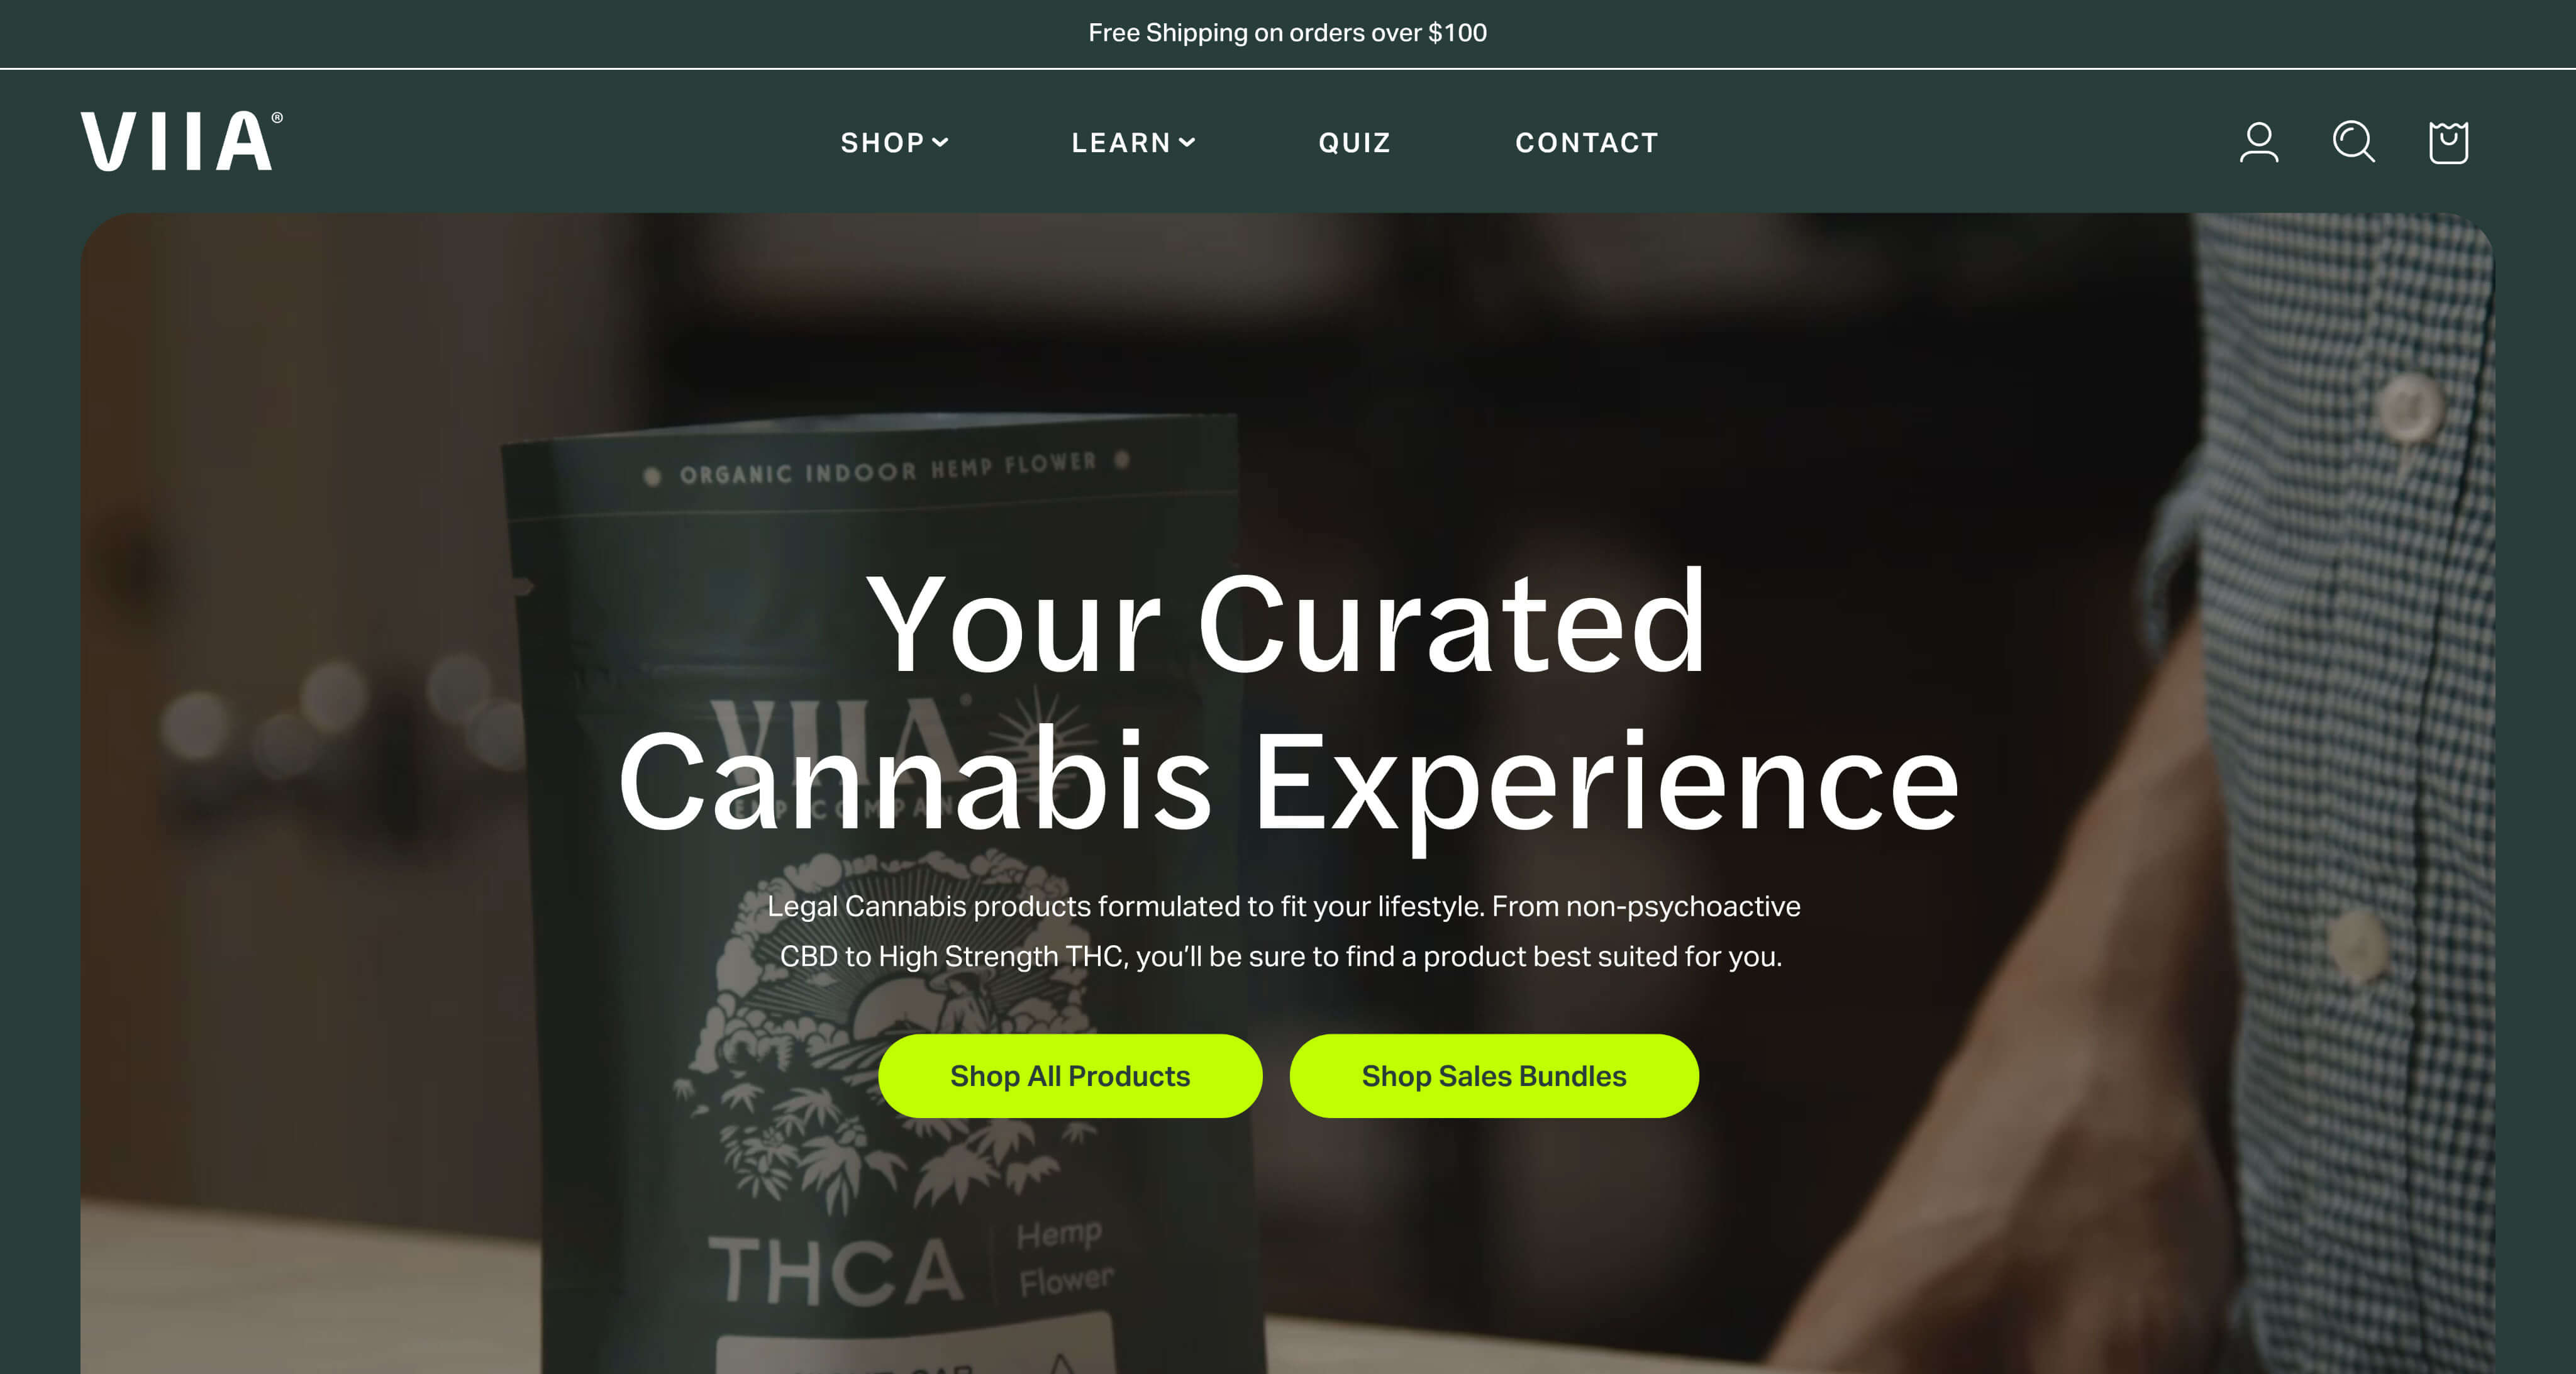 Free Shipping on orders over $100
VIIA®
SHOP
LEARN
QUIZ
CONTACT
ORGANIC INDOOR HEMP FLOWER
Your Curated
VIIA
Cannabis Experience
Legal Cannabis products formulated to fit your lifestyle. From non-psychoactive
CBD to High Strength THC, you’ll be sure to find a product best suited for you.
Shop All Products
Shop Sales Bundles
THCA
Hemp
Flower